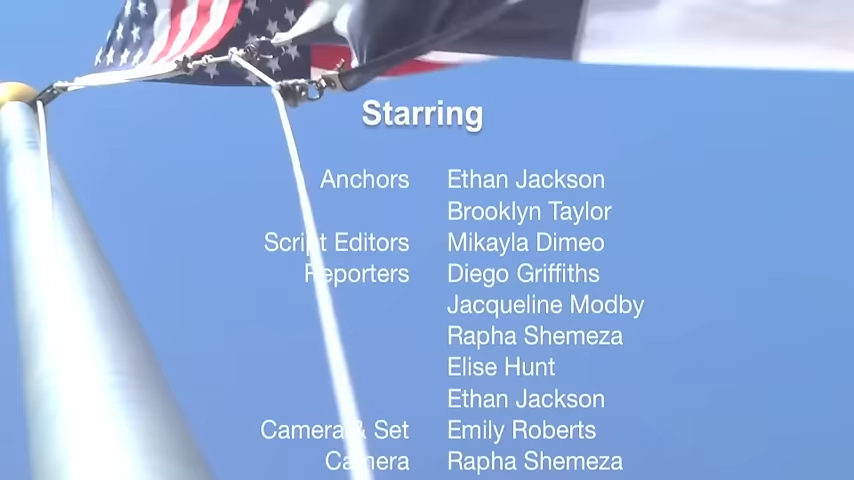 Starring
Anchors Ethan Jackson
Brooklyn Taylor
Script Editors Mikayla Dimeo
Reporters Diego Griffiths
Jacqueline Modby
Rapha Shemeza
Elise Hunt
Ethan Jackson
Camera & Set Emily Roberts
Camera Rapha Shemeza